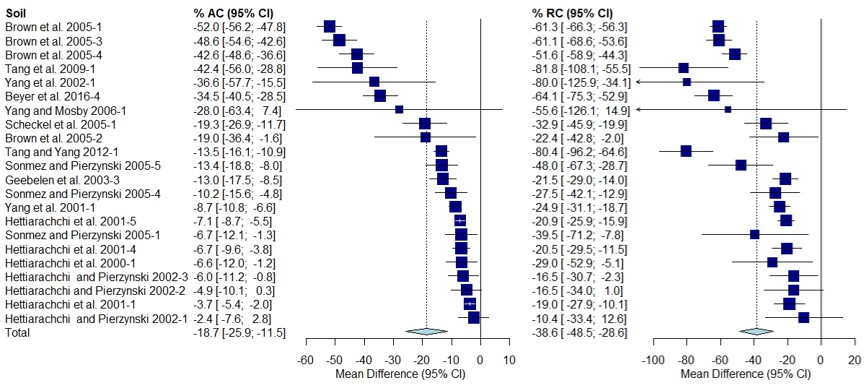 Soil % AC (95% CI) % RC (95% CI)
Brown et al. 2005-1 -52.0 [-56.2; -47.8] -61.3 [-66.3; -56.3]
Brown et al. 2005-3 -48.6 [-54.6; -42.6] -61.1 [-68.6; -53.6]
Brown et al. 2005-4 -42.6 [-48.6; -36.6] -51.6 [-58.9; -44.3]
Tang et al. 2009-1 -42.4 [-56.0; -28.8] -81.8 [-108.1; -55.5]
Yang et al. 2002-1 -36.6 [-57.7; -15.5] -80.0 [-125.9; -34.1]
Beyer et al. 2016-4 -34.5 [-40.5; -28.5] -64.1 [-75.3; -52.9]
Yang and Mosby 2006-1 -28.0 [-63.4; 7.4] -55.6 [-126.1; 14.9]
Scheckel et al. 2005-1 -19.3 [-26.9; -11.7] -32.9 [-45.9; -19.9]
Brown et al. 2005-2 -19.0 [-36.4; -1.6] -22.4 [-42.8; -2.0]
Tang and Yang 2012-1 -13.5 [-16.1; -10.9] -80.4 [-96.2; -64.6]
Sonmez and Pierzynski 2005-5 -13.4 [-18.8; -8.0] -48.0 [-67.3; -28.7]
Geebelen et al. 2003-3 -13.0 [-17.5; -8.5] -21.5 [-29.0; -14.0]
Sonmez and Pierzynski 2005-4 -10.2 [-15.6; -4.8] -27.5 [-42.1; -12.9]
Yang et al. 2001-1 -8.7 [-10.8; -6.6] -24.9 [-31.1; -18.7]
Hettiarachchi et al. 2001-5 -7.1 [-8.7; -5.5] -20.9 [-25.9; -15.9]
Sonmez and Pierzynski 2005-1 -6.7 [-12.1; -1.3] -39.5 [-71.2; -7.8]
Hettiarachchi et al. 2001-4 -6.7 [-9.6; -3.8] -20.5 [-29.5; -11.5]
Hettiarachchi et al. 2000-1 -6.6 [-12.0; -1.2] -29.0 [-52.9; -5.1]
Hettiarachchi and Pierzynski 2002-3 -6.0 [-11.2; -0.8] -16.5 [-30.7; -2.3]
Hettiarachchi and Pierzynski 2002-2 -4.9 [-10.1; 0.3] -16.5 [-34.0; 1.0]
Hettiarachchi et al. 2001-1 -3.7 [-5.4; -2.0] -19.0 [-27.9; -10.1]
Hettiarachchi and Pierzynski 2002-1 -2.4 [-7.6; 2.8] -10.4 [-33.4; 12.6]
Total -18.7 [-25.9; -11.5] -38.6 [-48.5; -28.6]
-60 -50 -40 -30 -20 -10 0 10 -100 -80 -60 -40 -20 0 20
Mean Difference (95% CI) Mean Difference (95% CI)